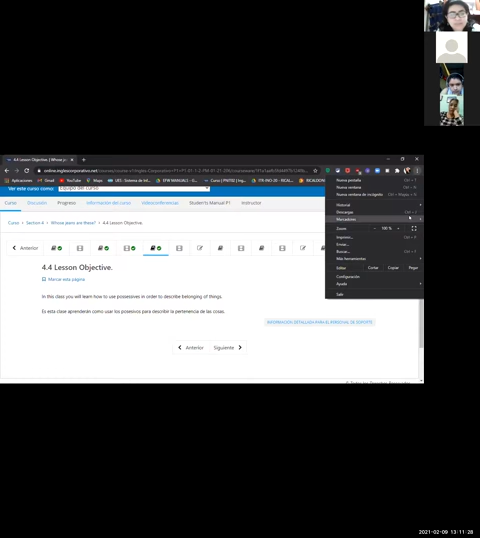 4.4 Lesson Objective. | Whose pa
online.inglescorporativo.net
Aplicaciones Gmail YouTube Maps
Ver este curso como: Equipo del curso
Curso Discusión Progreso Información del curso Videoconferencias Student's Manual P1 Instructor
Curso > Section 4 > Whose jeans are these? > 4.4 Lesson Objective.
Anterior
4.4 Lesson Objective.
Marcar esta página
In this class you will learn how to use possessives in order to describe belonging of things.
Es esta clase aprenderán como usar los posesivos para describir la pertenencia de las cosas.
INFORMACIÓN DETALLADA PARA EL PERSONAL DE SOPORTE
Anterior Siguiente
Nueva pestaña Ctrl + T
Nueva ventana
Nueva ventana de incógnito
Historial
Descargas Ctrl + J
Marcadores
Zoom - 100 % +
Imprimir...
Enviar...
Buscar...
Más herramientas
Editar Cortar Copiar Pegar
Configuración
Ayuda
Salir
2021-02-09 13:11:28